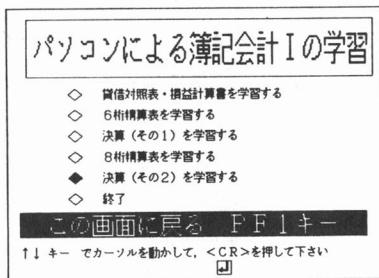 パソコンによる簿記会計Ⅰの学習
◇ 貸借対照表・損益計算書を学習する
◇ 6桁精算表を学習する
◇ 決算(その1)を学習する
◇ 8桁精算表を学習する
◆ 決算(その2)を学習する
◇ 終了
この画面に戻る PF1キー
↑↓ キー でカーソルを動かして,<CR>を押して下さい